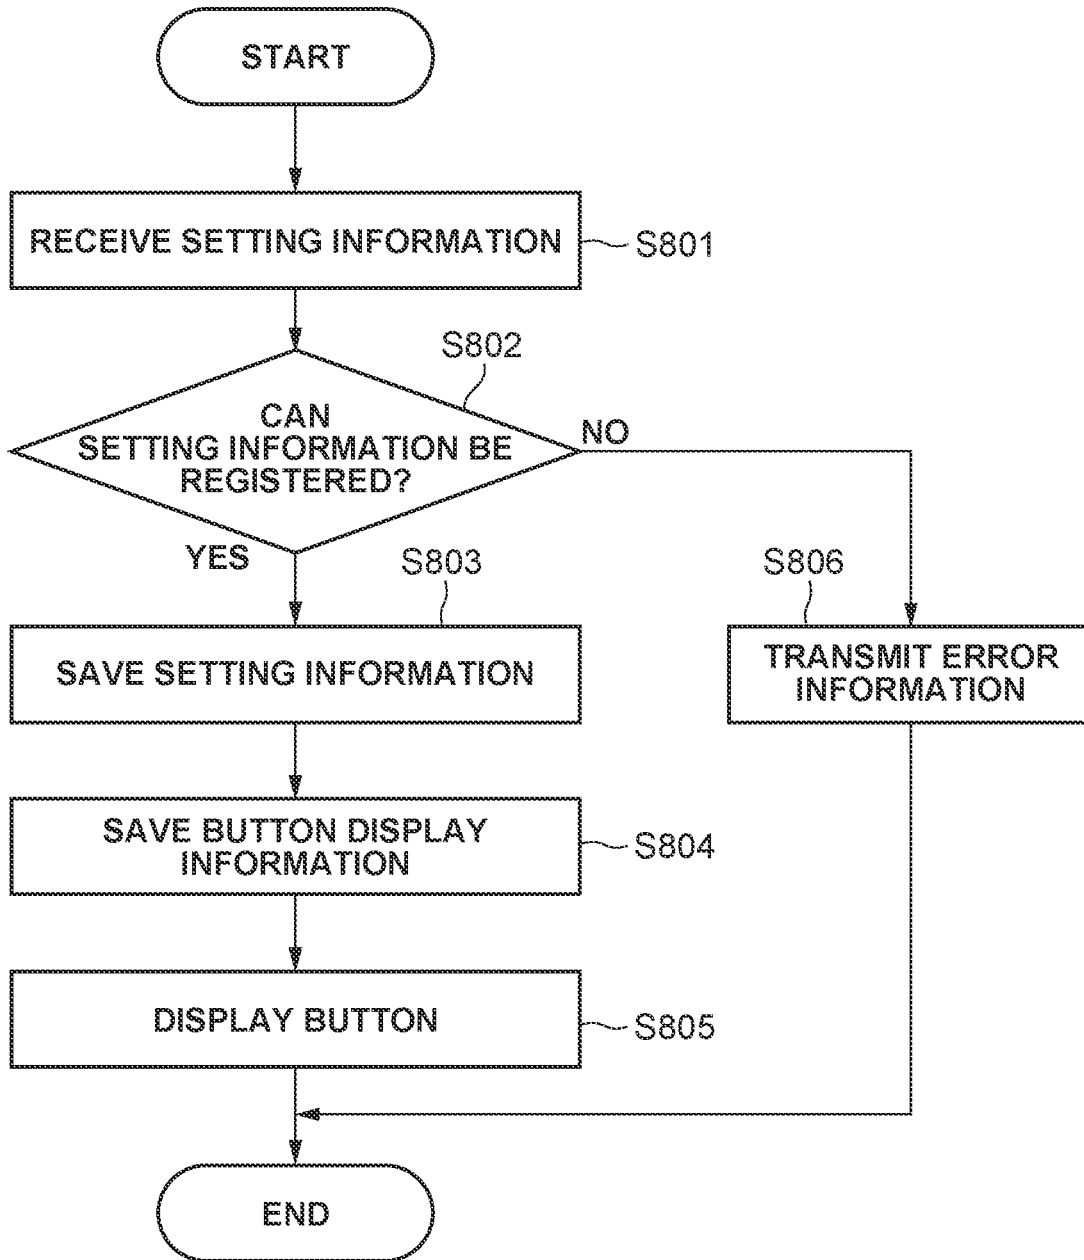 START
RECEIVE SETTING INFORMATION
S801
S802
CAN
SETTING INFORMATION BE
REGISTERED?
NO
YES
S803
S806
SAVE SETTING INFORMATION
TRANSMIT ERROR
INFORMATION
SAVE BUTTON DISPLAY
INFORMATION
S804
DISPLAY BUTTON
S805
END